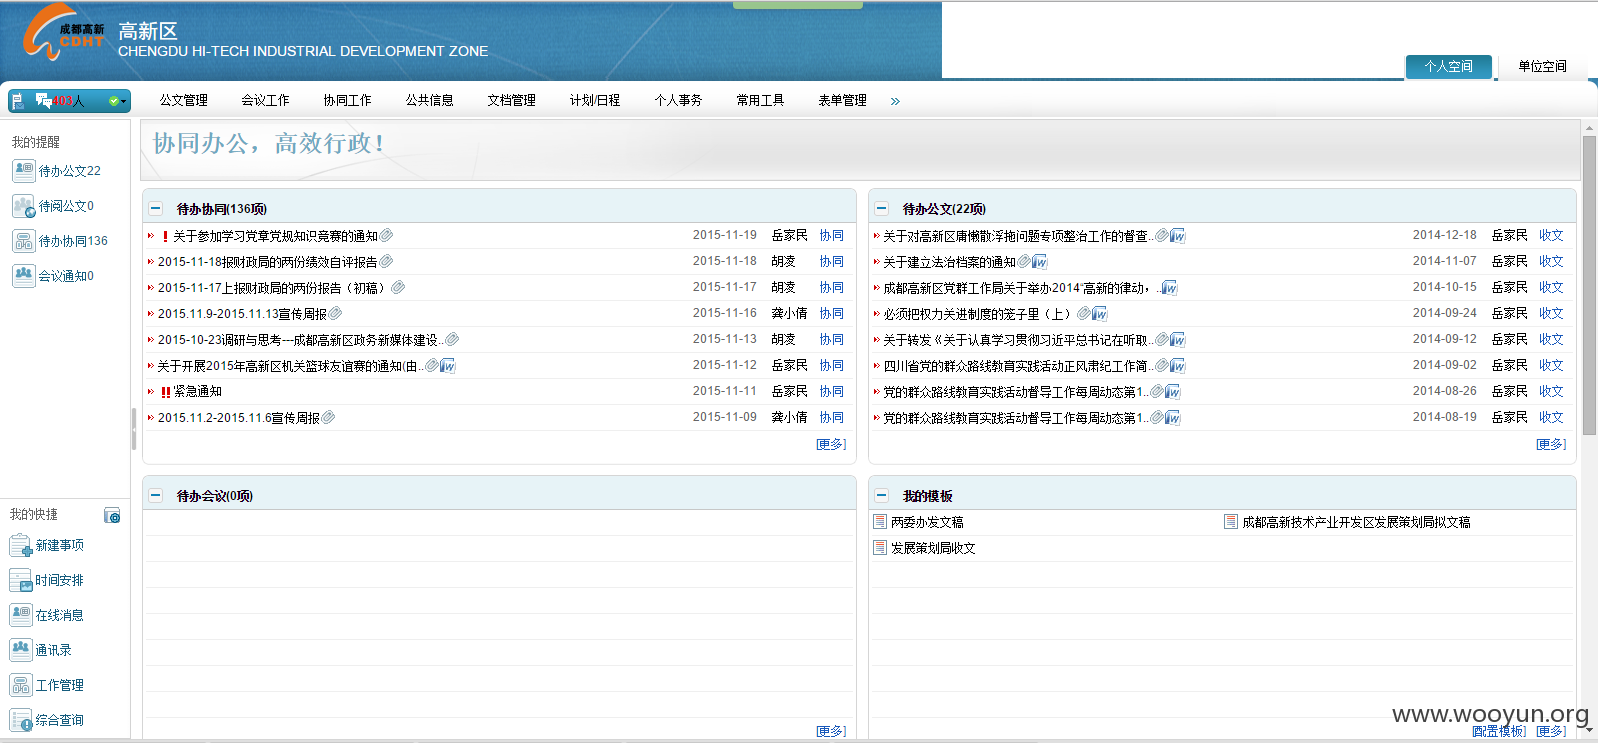 成都高新
CDHT
高新区
CHENGDU HI-TECH INDUSTRIAL DEVELOPMENT ZONE
个人空间 单位空间
403人 公文管理 会议工作 协同工作 公共信息 文档管理 计划/日程 个人事务 常用工具 表单管理 »
我的提醒
待办公文22
待阅公文0
待办协同136
会议通知0
协同办公，高效行政！
待办协同(136项)
关于参加学习党章党规知识竞赛的通知 2015-11-19 岳家民 协同
2015-11-18报财政局的两份绩效自评报告 2015-11-18 胡凌 协同
2015-11-17上报财政局的两份报告（初稿） 2015-11-17 胡凌 协同
2015.11.9-2015.11.13宣传周报 2015-11-16 龚小倩 协同
2015-10-23调研与思考---成都高新区政务新媒体建设.. 2015-11-13 胡凌 协同
关于开展2015年高新区机关篮球友谊赛的通知(由.. 2015-11-12 岳家民 协同
紧急通知 2015-11-11 岳家民 协同
2015.11.2-2015.11.6宣传周报 2015-11-09 龚小倩 协同
[更多]
待办公文(22项)
关于对高新区庸懒散浮拖问题专项整治工作的督查.. 2014-12-18 岳家民 收文
关于建立法治档案的通知 2014-11-07 岳家民 收文
成都高新区党群工作局关于举办2014“高新的律动，.. 2014-10-15 岳家民 收文
必须把权力关进制度的笼子里（上） 2014-09-24 岳家民 收文
关于转发《关于认真学习贯彻习近平总书记在听取.. 2014-09-12 岳家民 收文
四川省党的群众路线教育实践活动正风肃纪工作简.. 2014-09-02 岳家民 收文
党的群众路线教育实践活动督导工作每周动态第1.. 2014-08-26 岳家民 收文
党的群众路线教育实践活动督导工作每周动态第1.. 2014-08-19 岳家民 收文
[更多]
待办会议(0项)
[更多]
我的模板
两委办发文稿 成都高新技术产业开发区发展策划局拟文稿
发展策划局收文
[配置模板] [更多]
我的快捷
新建事项
时间安排
在线消息
通讯录
工作管理
综合查询
www.wooyun.org